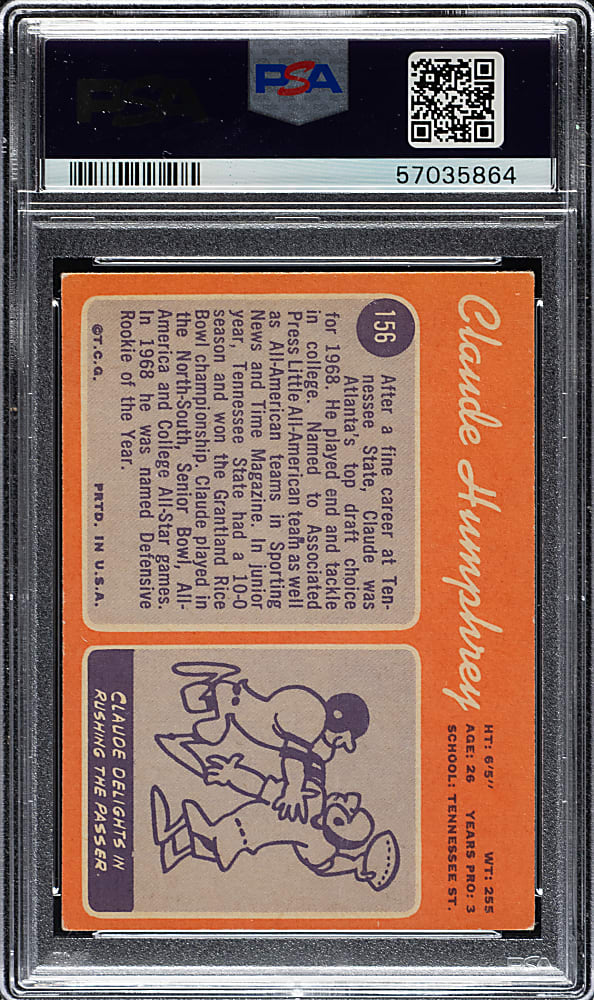 PSA
PSA
57035864
Claude Humphrey
HT: 6'5" WT: 255
AGE: 26 YEARS PRO: 3
SCHOOL: TENNESSEE ST.
156
After a fine career at Ten-
nessee State, Claude was
Atlanta's top draft choice
for 1968. He played end and tackle
in college. Named to Associated
Press Little All-American team as well
as All-American teams in Sporting
News and Time Magazine. In junior
year, Tennessee State had a 10-0
season and won the Grantland Rice
Bowl championship. Claude played in
the North-South, Senior Bowl, All-
America and College All-Star games.
In 1968 he was named Defensive
Rookie of the Year.
©T.C.G. PRTD. IN U.S.A.
CLAUDE DELIGHTS IN
RUSHING THE PASSER.
PSA